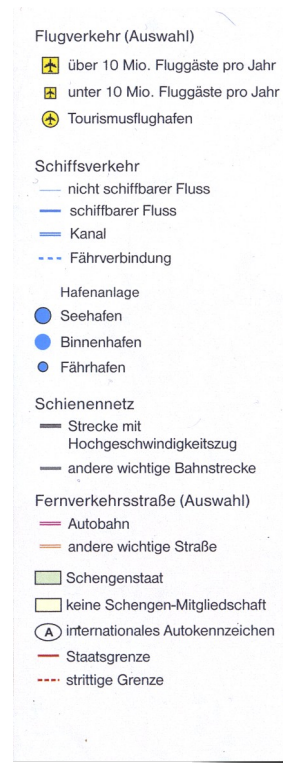 Flugverkehr (Auswahl)
über 10 Mio. Fluggäste pro Jahr
unter 10 Mio. Fluggäste pro Jahr
Tourismusflughafen
Schiffsverkehr
nicht schiffbarer Fluss
schiffbarer Fluss
Kanal
Fährverbindung
Hafenanlage
Seehafen
Binnenhafen
Fährhafen
Schienennetz
Strecke mit
Hochgeschwindigkeitszug
andere wichtige Bahnstrecke
Fernverkehrsstraße (Auswahl)
Autobahn
andere wichtige Straße
Schengenstaat
keine Schengen-Mitgliedschaft
A internationales Autokennzeichen
Staatsgrenze
strittige Grenze